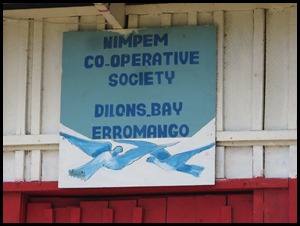 NIMPEM
CO-OPERATIVE
SOCIETY
DILONS-BAY
ERROMANGO